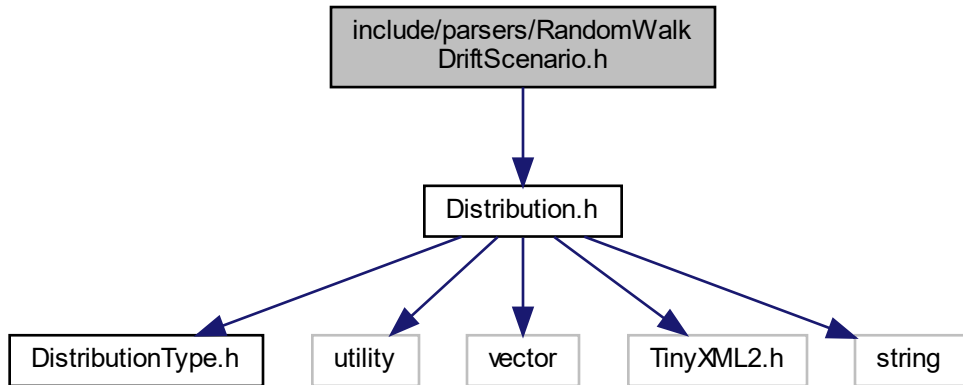 include/parsers/RandomWalk
DriftScenario.h
Distribution.h
DistributionType.h
utility
vector
TinyXML2.h
string